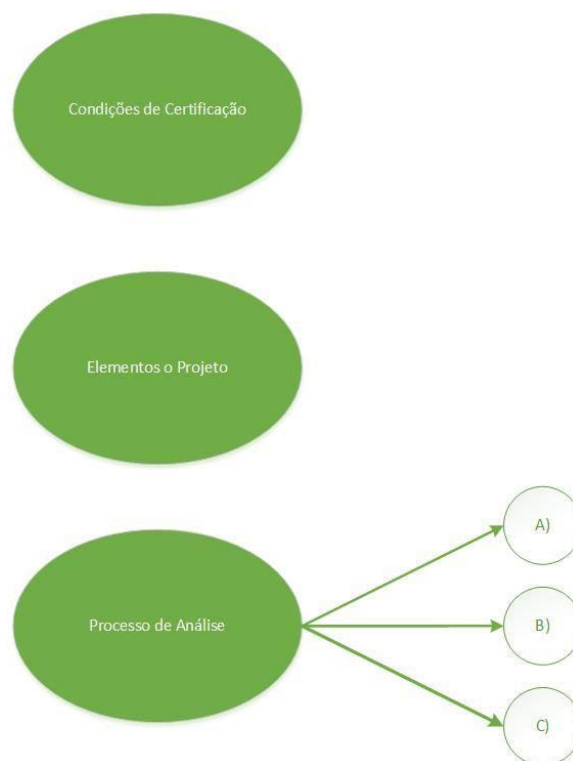 Condições de Certificação
Elementos o Projeto
Processo de Análise
A)
B)
C)